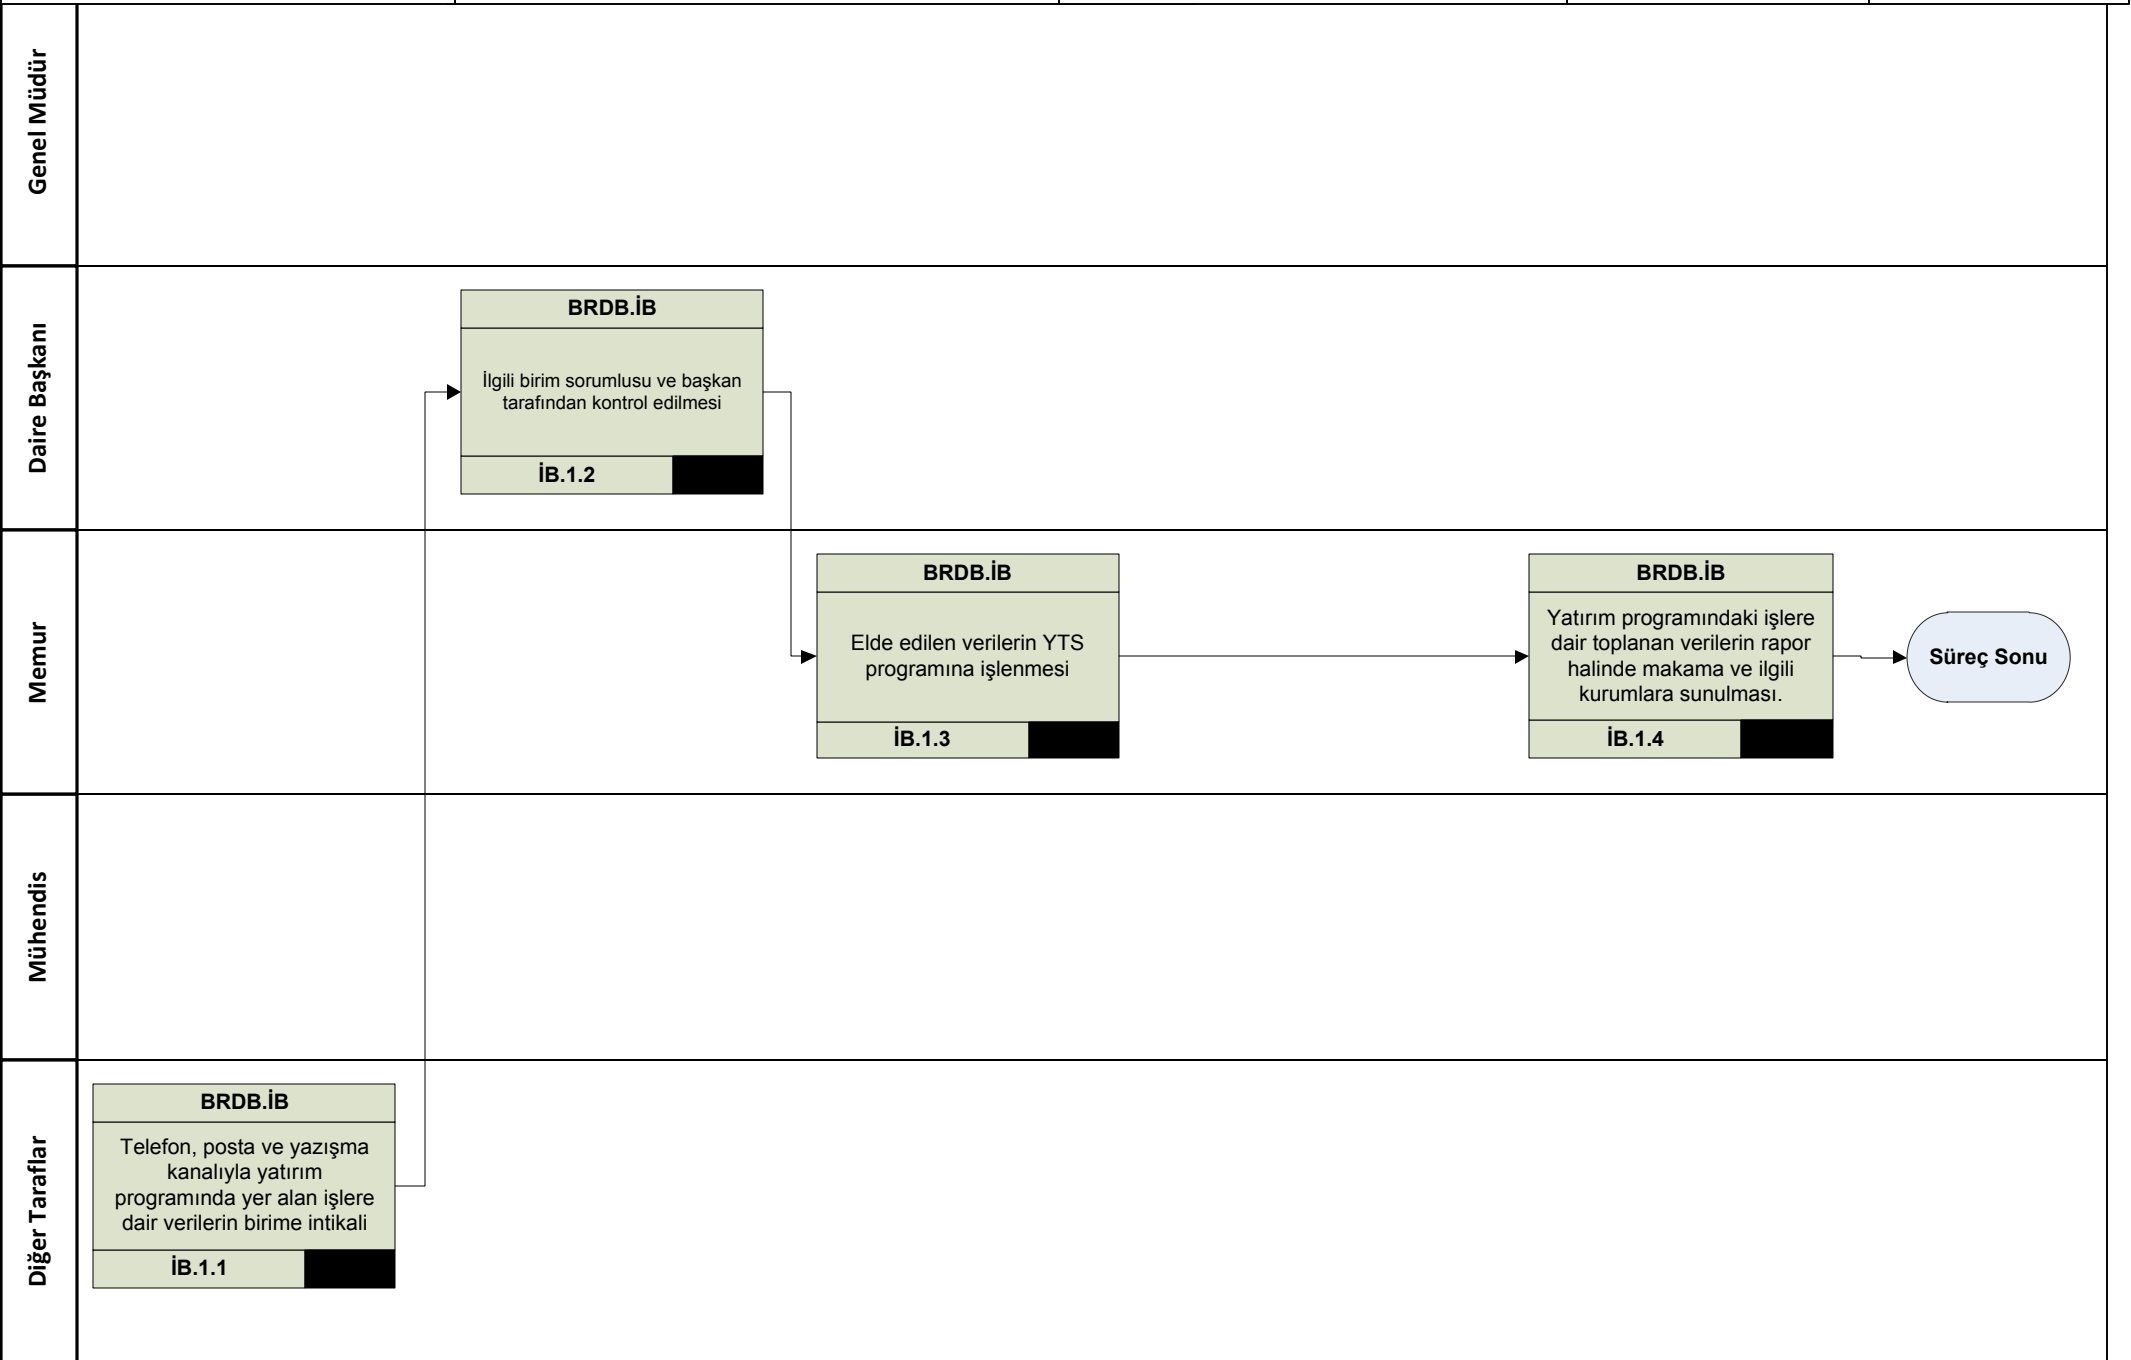 Genel Müdür
Daire Başkanı
BRDB.İB
İlgili birim sorumlusu ve başkan
tarafından kontrol edilmesi
İB.1.2
Memur
BRDB.İB
Elde edilen verilerin YTS
programına işlenmesi
İB.1.3
BRDB.İB
Yatırım programındaki işlere
dair toplanan verilerin rapor
halinde makama ve ilgili
kurumlara sunulması.
İB.1.4
Süreç Sonu
Mühendis
Diğer Taraflar
BRDB.İB
Telefon, posta ve yazışma
kanalıyla yatırım
programında yer alan işlere
dair verilerin birime intikali
İB.1.1